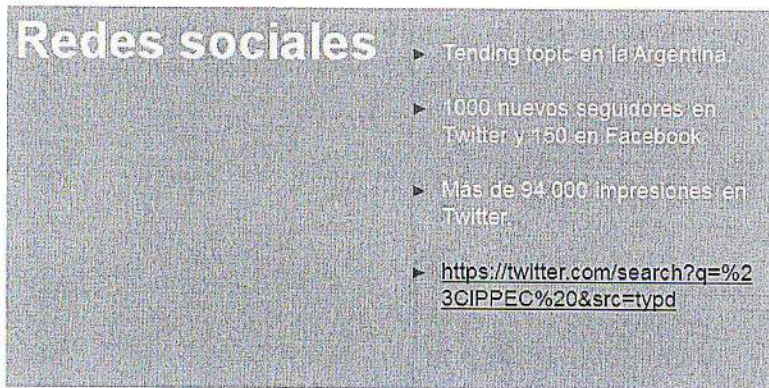 Redes sociales
► Tending topic en la Argentina.
► 1000 nuevos seguidores en
Twitter y 150 en Facebook
► Más de 94.000 impresiones en
Twitter.
► https://twitter.com/search?q=%2
3CIPPEC%20&src=typd